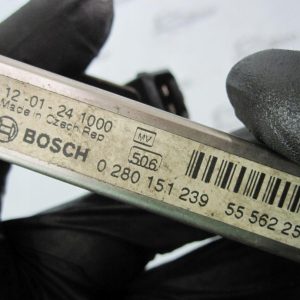 12-01-24 1000
Made in Czech Rep
MV
BOSCH
506
0 280 151 239
55 562 25